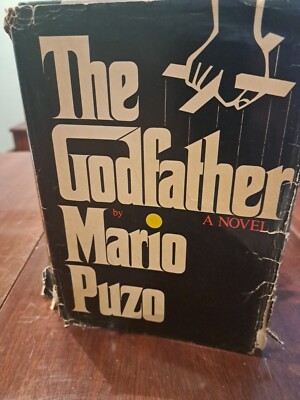 The
Godfather
by
A NOVEL
Mario
Puzo